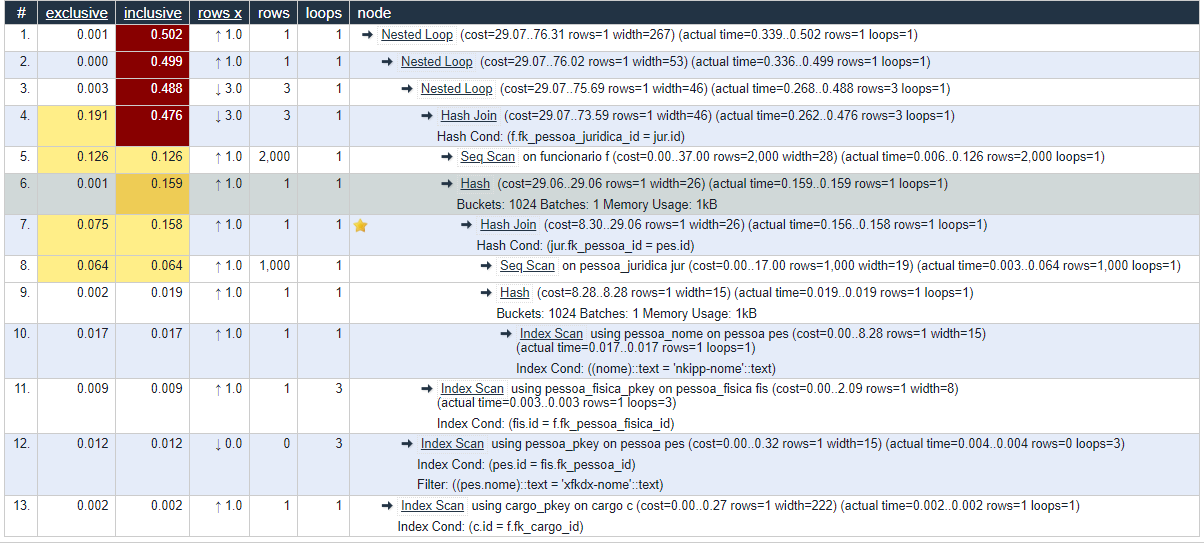 # exclusive inclusive rows x rows loops node
1. 0.001 0.502 ↑ 1.0 1 1 → Nested Loop (cost=29.07..76.31 rows=1 width=267) (actual time=0.339..0.502 rows=1 loops=1)
2. 0.000 0.499 ↑ 1.0 1 1 → Nested Loop (cost=29.07..76.02 rows=1 width=53) (actual time=0.336..0.499 rows=1 loops=1)
3. 0.003 0.488 ↓ 3.0 3 1 → Nested Loop (cost=29.07..75.69 rows=1 width=46) (actual time=0.268..0.488 rows=3 loops=1)
4. 0.191 0.476 ↓ 3.0 3 1 → Hash Join (cost=29.07..73.59 rows=1 width=46) (actual time=0.262..0.476 rows=3 loops=1)
Hash Cond: (f.fk_pessoa_juridica_id = jur.id)
5. 0.126 0.126 ↑ 1.0 2,000 1 → Seq Scan on funcionario f (cost=0.00..37.00 rows=2,000 width=28) (actual time=0.006..0.126 rows=2,000 loops=1)
6. 0.001 0.159 ↑ 1.0 1 1 → Hash (cost=29.06..29.06 rows=1 width=26) (actual time=0.159..0.159 rows=1 loops=1)
Buckets: 1024 Batches: 1 Memory Usage: 1kB
7. 0.075 0.158 ↑ 1.0 1 1 → Hash Join (cost=8.30..29.06 rows=1 width=26) (actual time=0.156..0.158 rows=1 loops=1)
Hash Cond: (jur.fk_pessoa_id = pes.id)
8. 0.064 0.064 ↑ 1.0 1,000 1 → Seq Scan on pessoa_juridica jur (cost=0.00..17.00 rows=1,000 width=19) (actual time=0.003..0.064 rows=1,000 loops=1)
9. 0.002 0.019 ↑ 1.0 1 1 → Hash (cost=8.28..8.28 rows=1 width=15) (actual time=0.019..0.019 rows=1 loops=1)
Buckets: 1024 Batches: 1 Memory Usage: 1kB
10. 0.017 0.017 ↑ 1.0 1 1 → Index Scan using pessoa_nome on pessoa pes (cost=0.00..8.28 rows=1 width=15)
(actual time=0.017..0.017 rows=1 loops=1)
Index Cond: ((nome)::text = 'nkipp-nome'::text)
11. 0.009 0.009 ↑ 1.0 1 3 → Index Scan using pessoa_fisica_pkey on pessoa_fisica fis (cost=0.00..2.09 rows=1 width=8)
(actual time=0.003..0.003 rows=1 loops=3)
Index Cond: (fis.id = f.fk_pessoa_fisica_id)
12. 0.012 0.012 ↓ 0.0 0 3 → Index Scan using pessoa_pkey on pessoa pes (cost=0.00..0.32 rows=1 width=15) (actual time=0.004..0.004 rows=0 loops=3)
Index Cond: (pes.id = fis.fk_pessoa_id)
Filter: ((pes.nome)::text = 'xfkdx-nome'::text)
13. 0.002 0.002 ↑ 1.0 1 1 → Index Scan using cargo_pkey on cargo c (cost=0.00..0.27 rows=1 width=222) (actual time=0.002..0.002 rows=1 loops=1)
Index Cond: (c.id = f.fk_cargo_id)